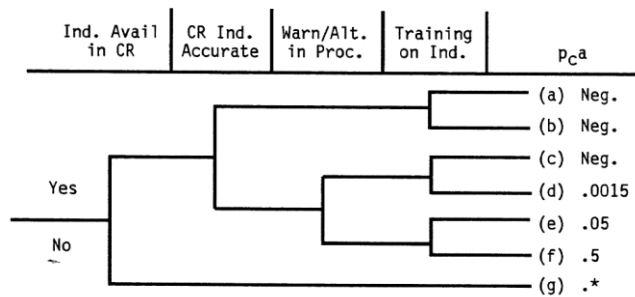 Ind. Avail CR Ind. Warn/Alt. Training
in CR Accurate in Proc. on Ind. pca
(a) Neg.
(b) Neg.
(c) Neg.
Yes
(d) .0015
(e) .05
No
(f) .5
(g) .*